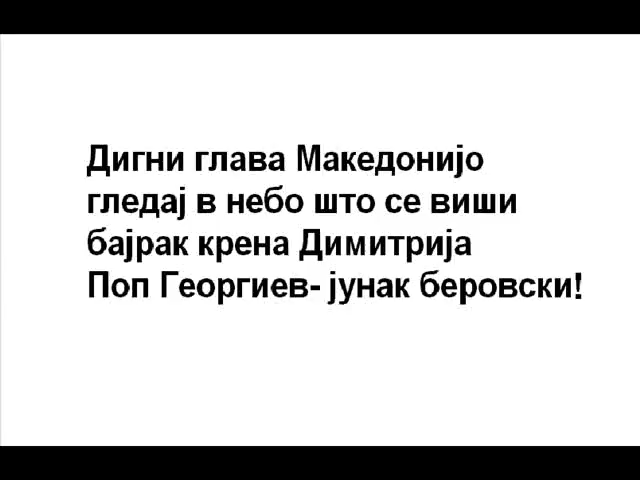 Дигни глава Македонијо
гледај в небо што се виши
бајрак крена Димитрија
Поп Георгиев- јунак беровски!